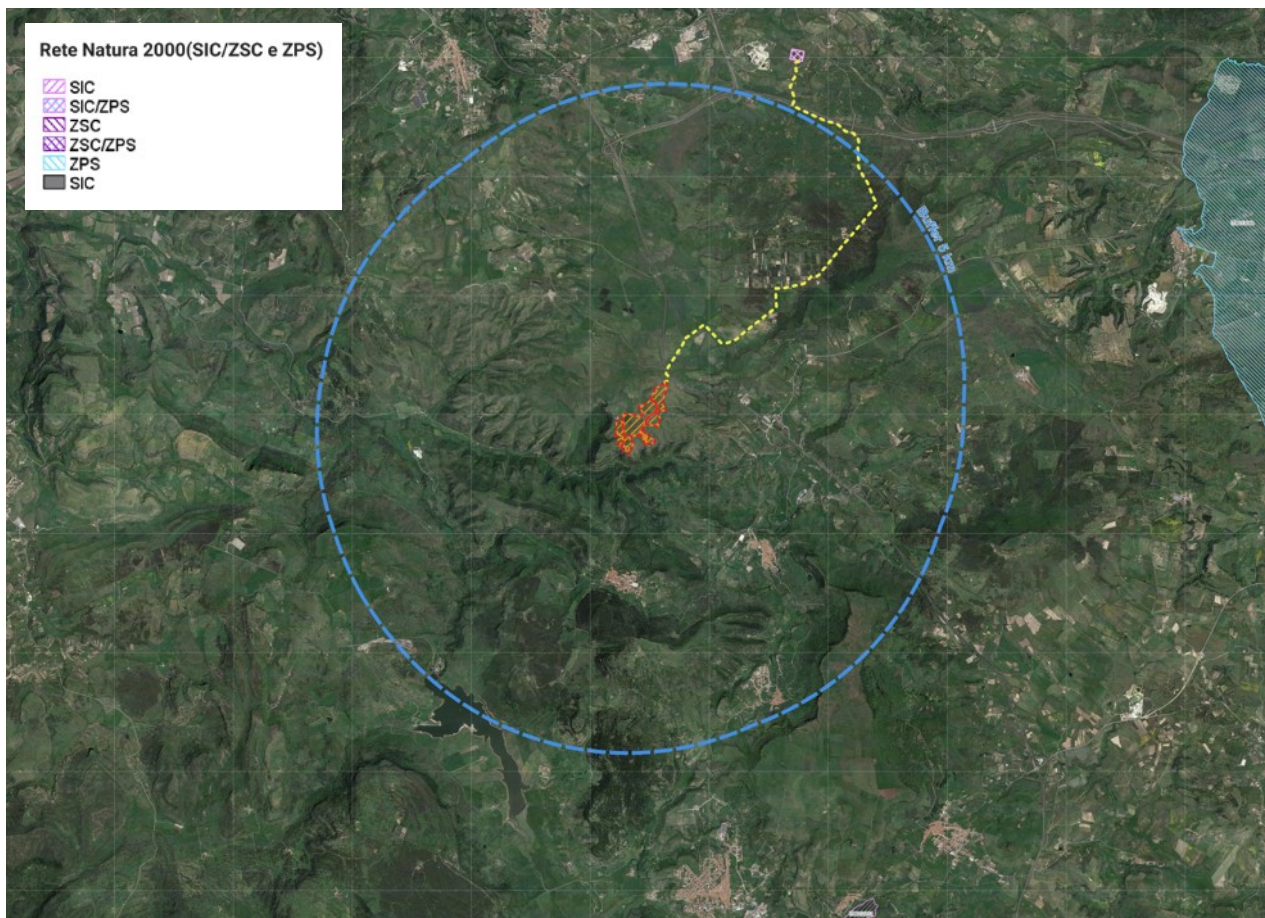 Rete Natura 2000(SIC/ZSC e ZPS)
SIC
SIC/ZPS
ZSC
ZSC/ZPS
ZPS
SIC
Buffer 5 km